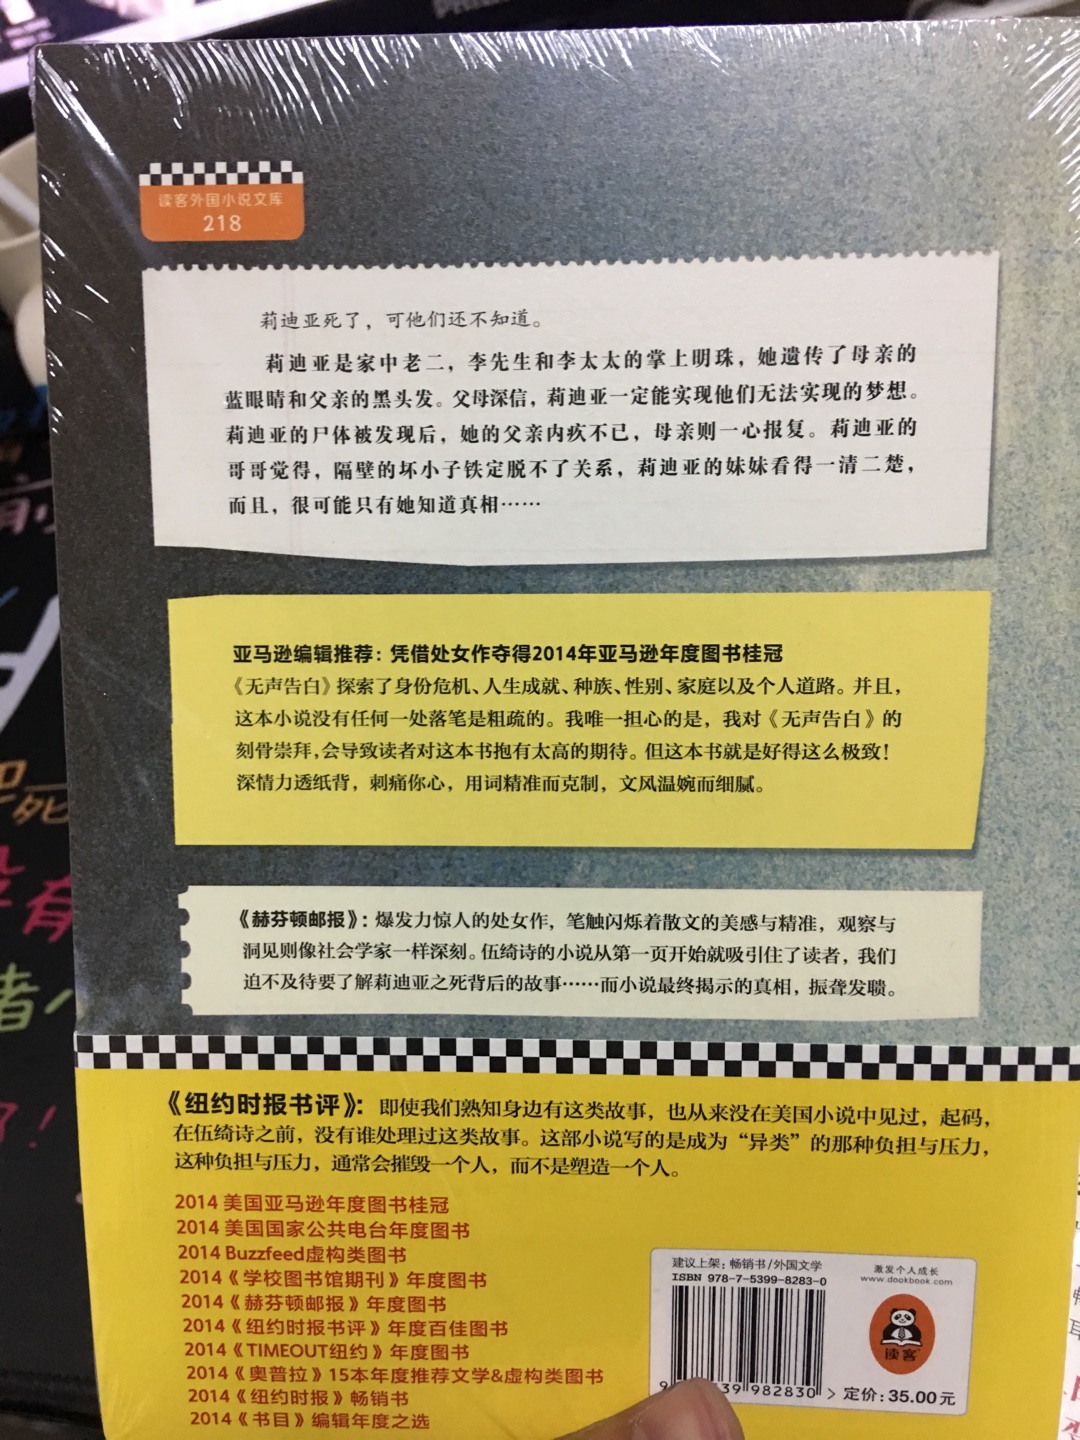 读客外国小说文库
218
莉迪亚死了，可他们还不知道。
莉迪亚是家中老二，李先生和李太太的掌上明珠，她遗传了母亲的
蓝眼睛和父亲的黑头发。父母深信，莉迪亚一定能实现他们无法实现的梦想。
莉迪亚的尸体被发现后，她的父亲内疚不已，母亲则一心报复。莉迪亚的
哥哥觉得，隔壁的坏小子铁定脱不了关系，莉迪亚的妹妹看得一清二楚，
而且，很可能只有她知道真相……
亚马逊编辑推荐：凭借处女作夺得2014年亚马逊年度图书桂冠
《无声告白》探索了身份危机、人生成就、种族、性别、家庭以及个人道路。并且，
这本小说没有任何一处落笔是粗疏的。我唯一担心的是，我对《无声告白》的
刻骨崇拜，会导致读者对这本书抱有太高的期待。但这本书就是好得这么极致！
深情力透纸背，刺痛你心，用词精准而克制，文风温婉而细腻。
《赫芬顿邮报》：爆发力惊人的处女作，笔触闪烁着散文的美感与精准，观察与
洞见则像社会学家一样深刻。伍绮诗的小说从第一页开始就吸引住了读者，我们
迫不及待要了解莉迪亚之死背后的故事……而小说最终揭示的真相，振聋发聩。
《纽约时报书评》：即使我们熟知身边有这类故事，也从来没在美国小说中见过，起码，
在伍绮诗之前，没有谁处理过这类故事。这部小说写的是成为“异类”的那种负担与压力，
这种负担与压力，通常会摧毁一个人，而不是塑造一个人。
2014 美国亚马逊年度图书桂冠
2014 美国国家公共电台年度图书
2014 Buzzfeed虚构类图书
2014《学校图书馆期刊》年度图书
2014《赫芬顿邮报》年度图书
2014《纽约时报书评》年度百佳图书
2014《TIMEOUT纽约》年度图书
2014《奥普拉》15本年度推荐文学&虚构类图书
2014《纽约时报》畅销书
2014《书目》编辑年度之选
建议上架：畅销书/外国文学
ISBN 978-7-5399-8283-0
激发个人成长
www.dookbook.com
读客
9 39 982830 >
定价：35.00元